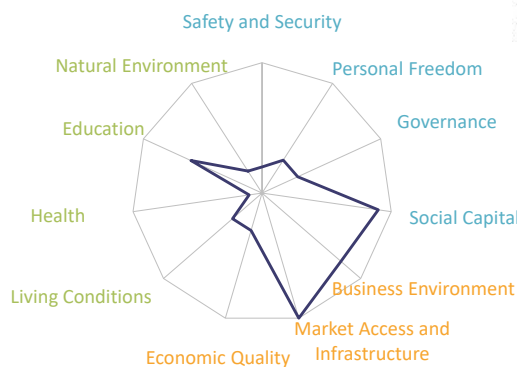 Safety and Security
Natural Environment
Personal Freedom
Education
Governance
Health
Social Capital
Business Environment
Living Conditions
Market Access and
Infrastructure
Economic Quality